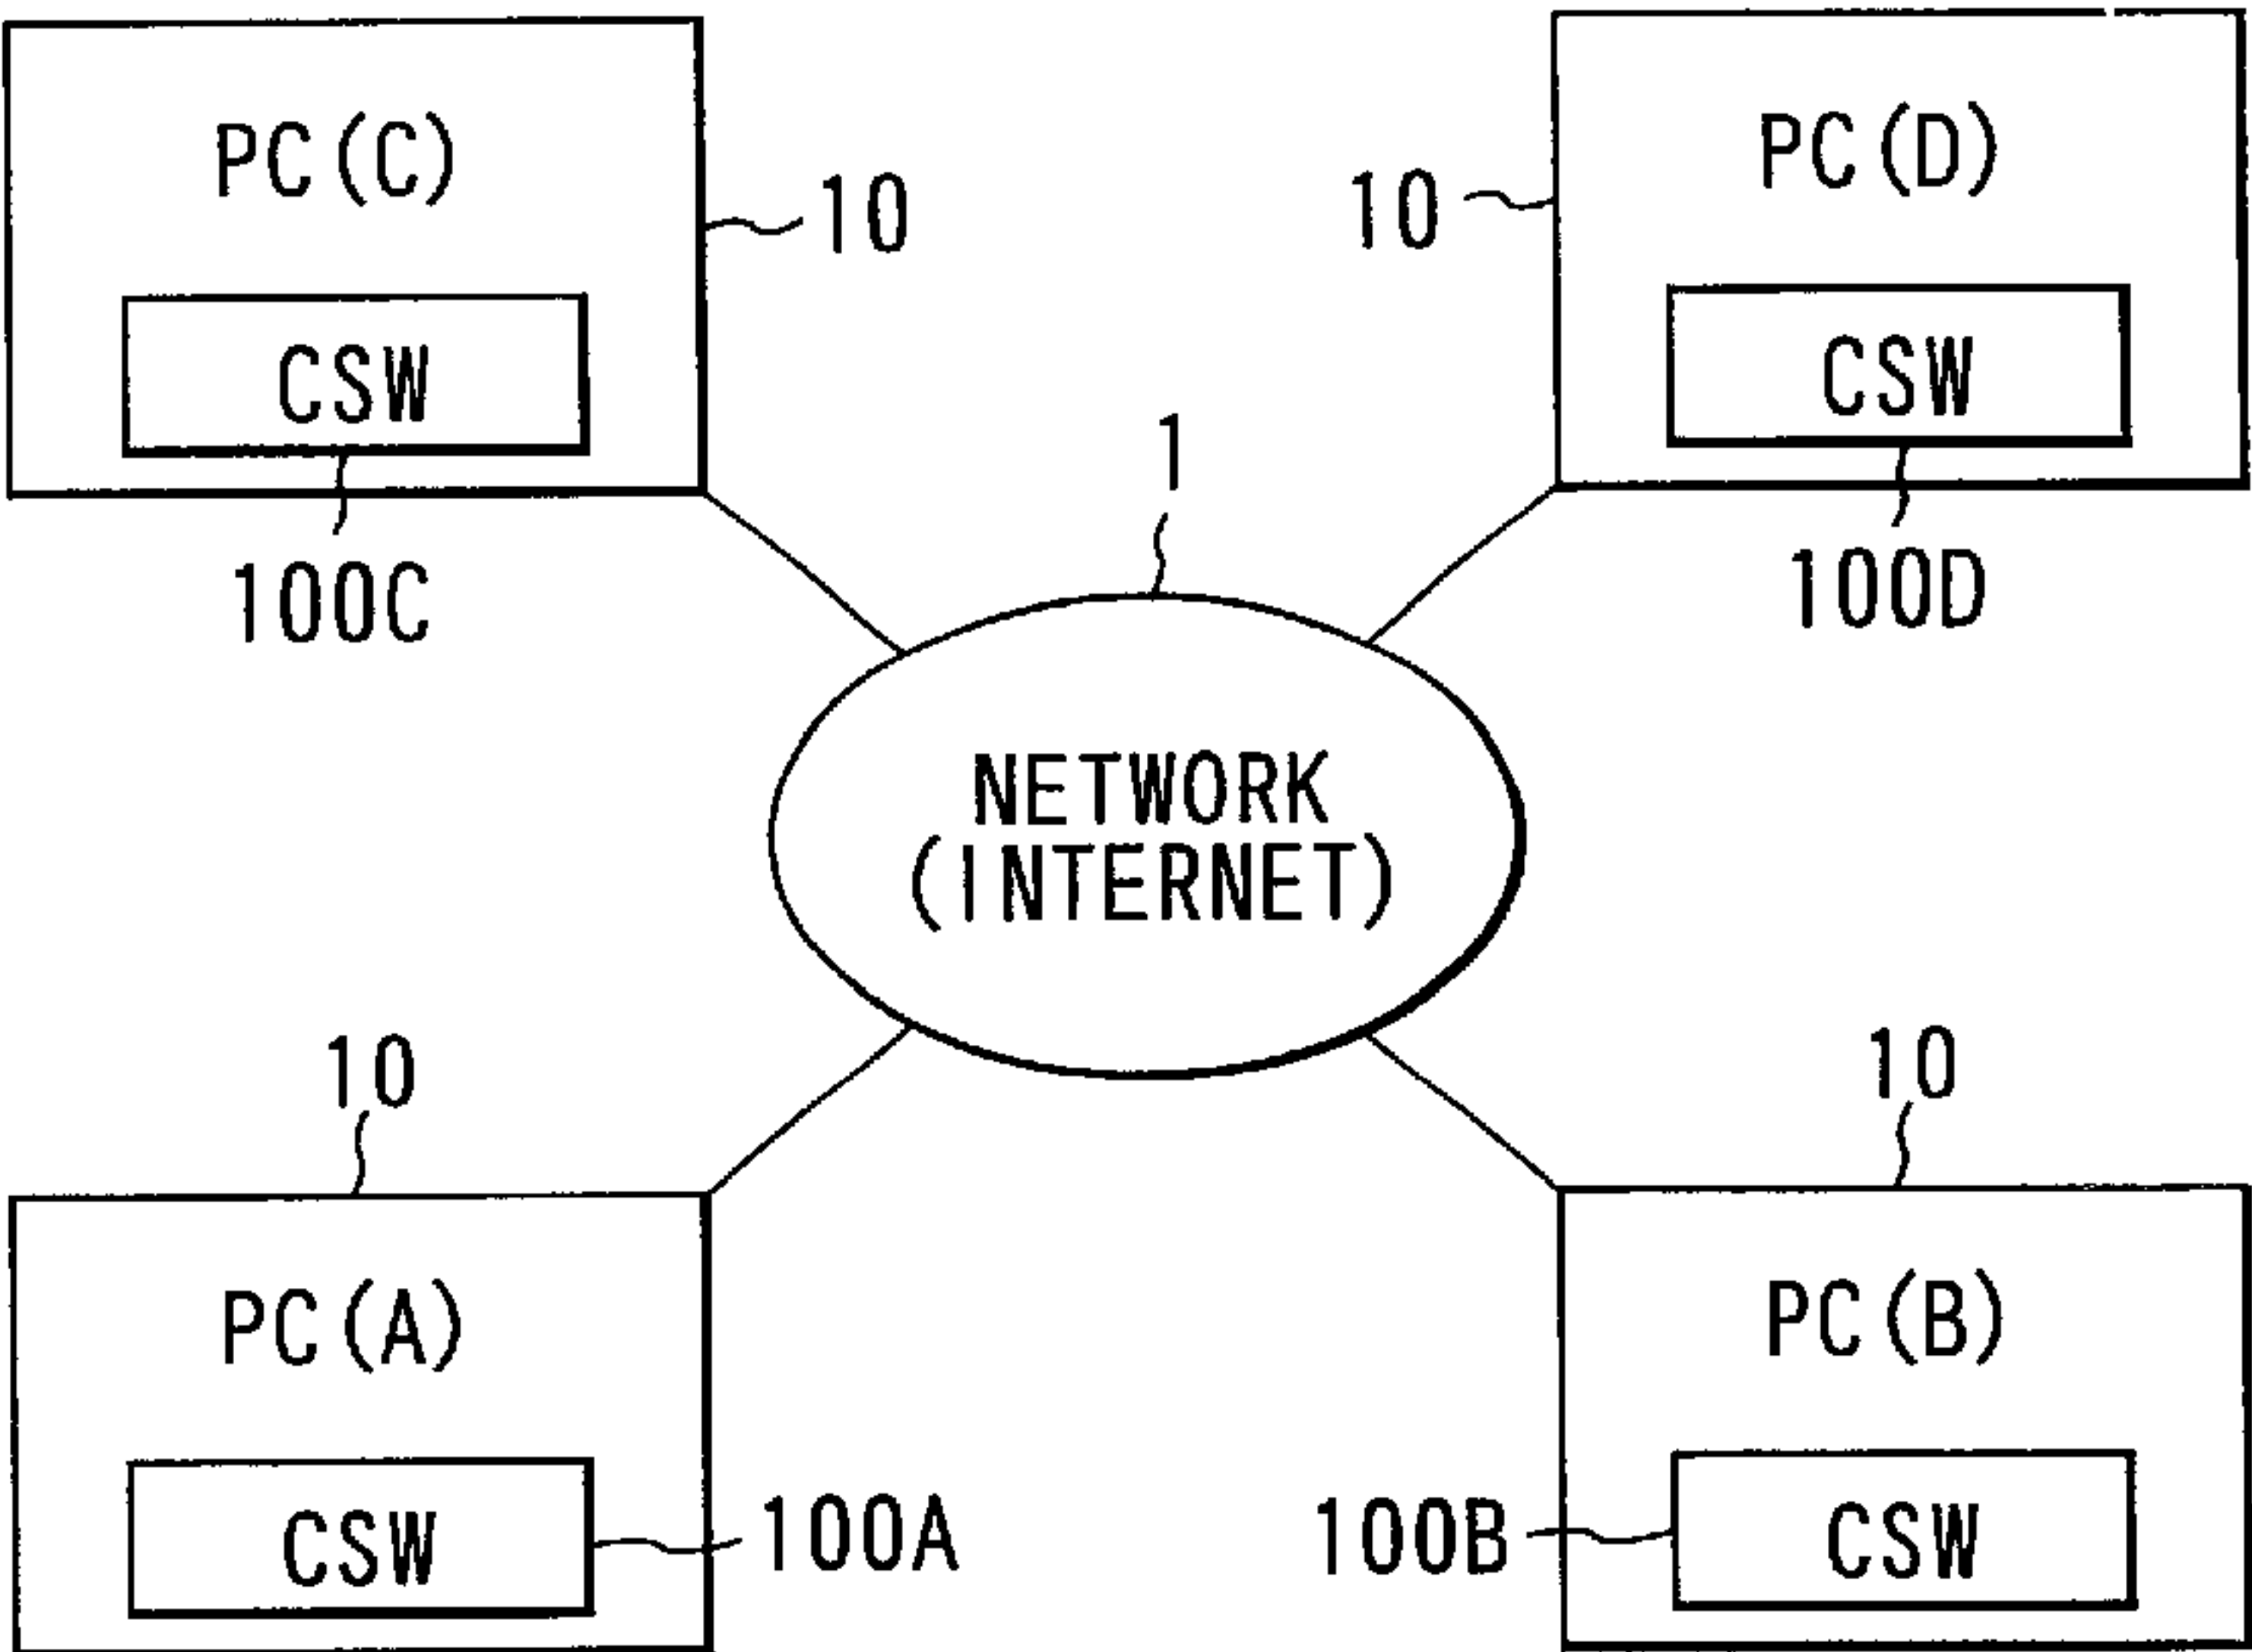 PC(C)
10
CSW
100C
PC(D)
10
CSW
100D
1
NETWORK
(INTERNET)
10
PC(A)
CSW
100A
10
PC(B)
CSW
100B